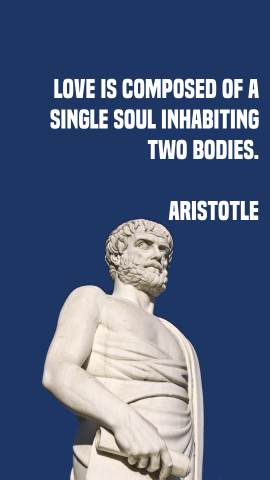 LOVE IS COMPOSED OF A
SINGLE SOUL INHABITING
TWO BODIES.
ARISTOTLE